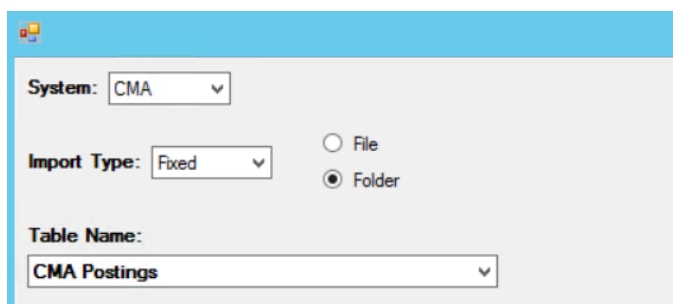 System: CMA
File
Import Type: Fixed
Folder
Table Name:
CMA Postings